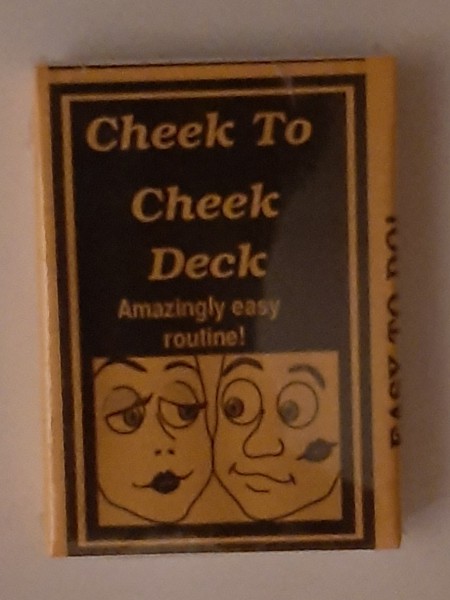 Cheek To
Cheek
Deck
Amazingly easy
routine!
EASY TO DO!